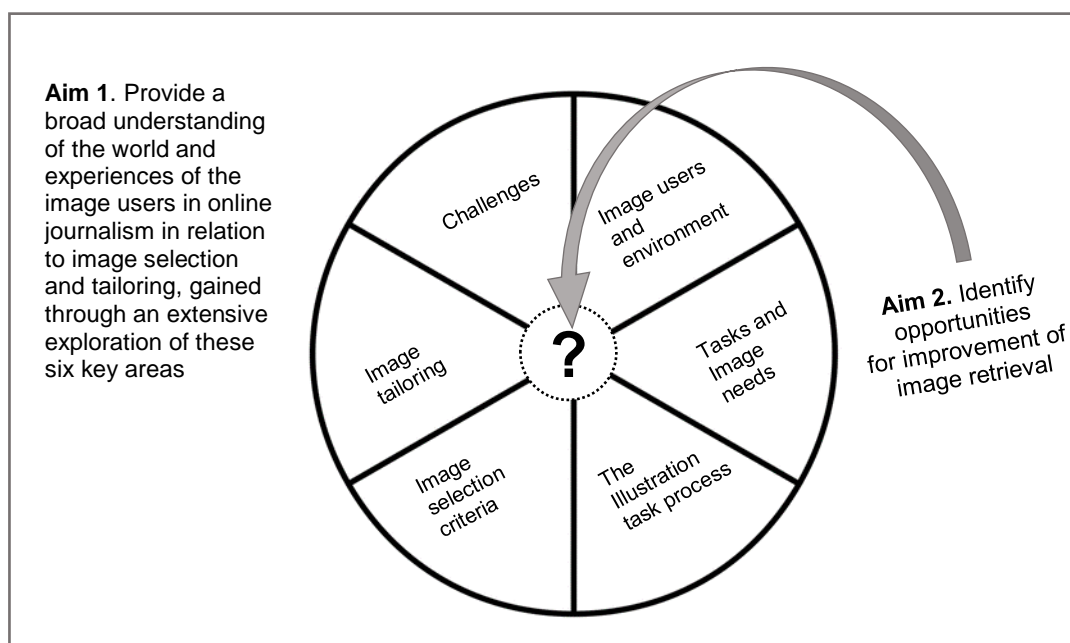 Aim 1. Provide a
broad understanding
of the world and
experiences of the
image users in online
journalism in relation
to image selection
and tailoring, gained
through an extensive
exploration of these
six key areas
Challenges
Image users
and
environment
Tasks and
Image
needs
The
Illustration
task process
Image
selection
criteria
Image
tailoring
?
Aim 2. Identify
opportunities
for improvement of
image retrieval